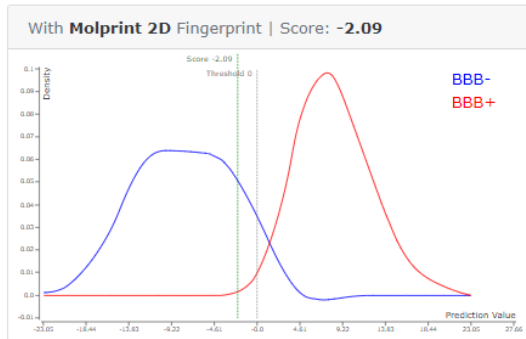 With Molprint 2D Fingerprint | Score: -2.09
Score -2.09
Threshold 0
BBB-
BBB+
Density
0.1
0.09
0.08
0.07
0.06
0.05
0.04
0.03
0.02
0.01
0.0
-0.01
Prediction Value
-23.05 -18.44 -13.83 -9.22 -4.61 -0.0 4.61 9.22 13.83 18.44 23.05 27.66